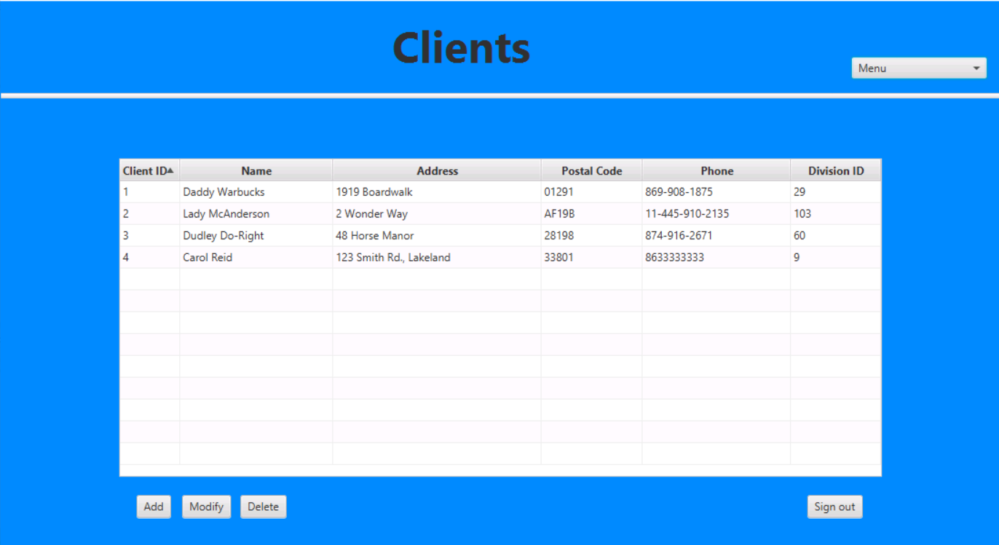 Clients
Menu
Client ID Name Address Postal Code Phone Division ID
1 Daddy Warbucks 1919 Boardwalk 01291 869-908-1875 29
2 Lady McAnderson 2 Wonder Way AF19B 11-445-910-2135 103
3 Dudley Do-Right 48 Horse Manor 28198 874-916-2671 60
4 Carol Reid 123 Smith Rd., Lakeland 33801 8633333333 9
Add Modify Delete Sign out